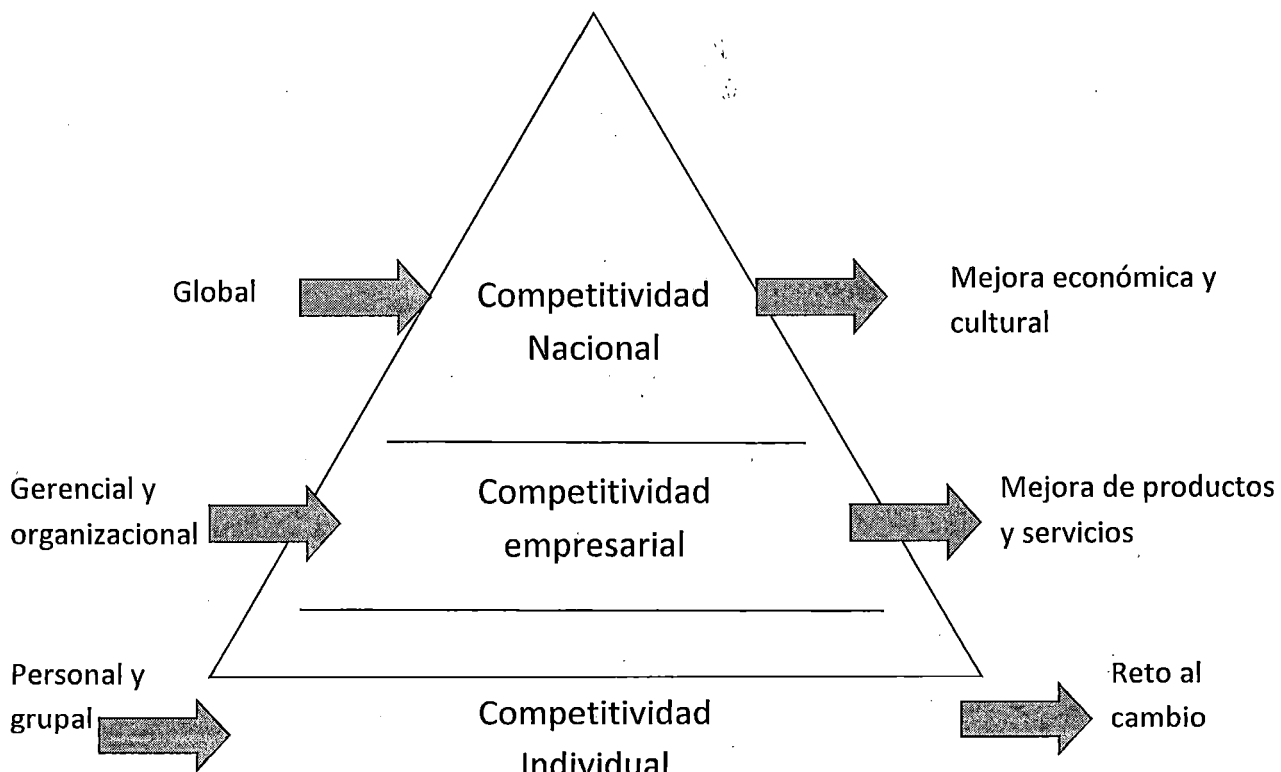 Global
Competitividad
Nacional
Mejora económica y
cultural
Gerencial y
organizacional
Competitividad
empresarial
Mejora de productos
y servicios
Personal y
grupal
Competitividad
Individual
Reto al
cambio